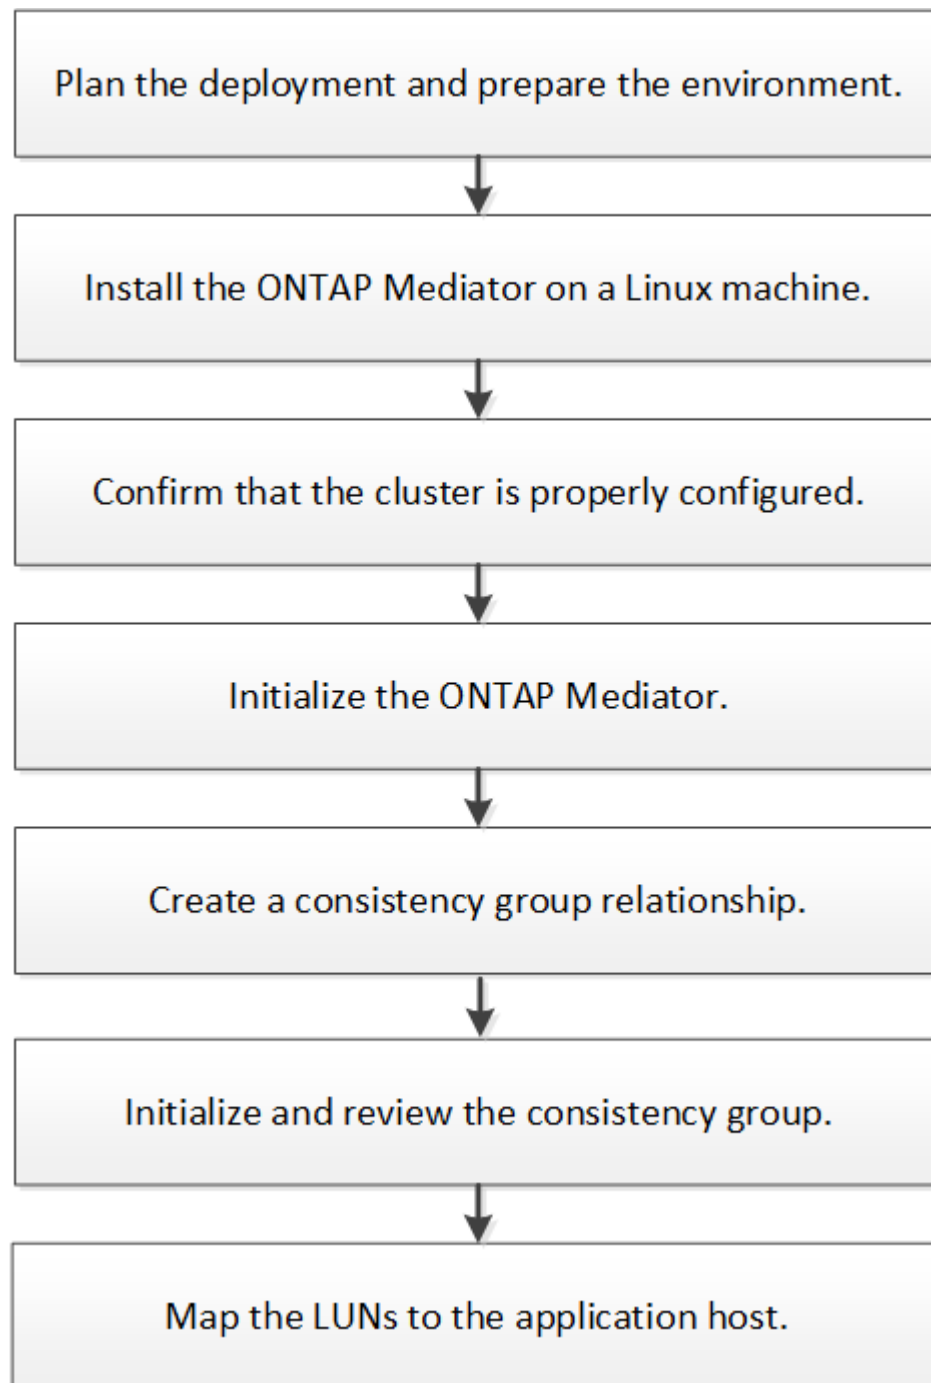 Plan the deployment and prepare the environment.
Install the ONTAP Mediator on a Linux machine.
Confirm that the cluster is properly configured.
Initialize the ONTAP Mediator.
Create a consistency group relationship.
Initialize and review the consistency group.
Map the LUNs to the application host.